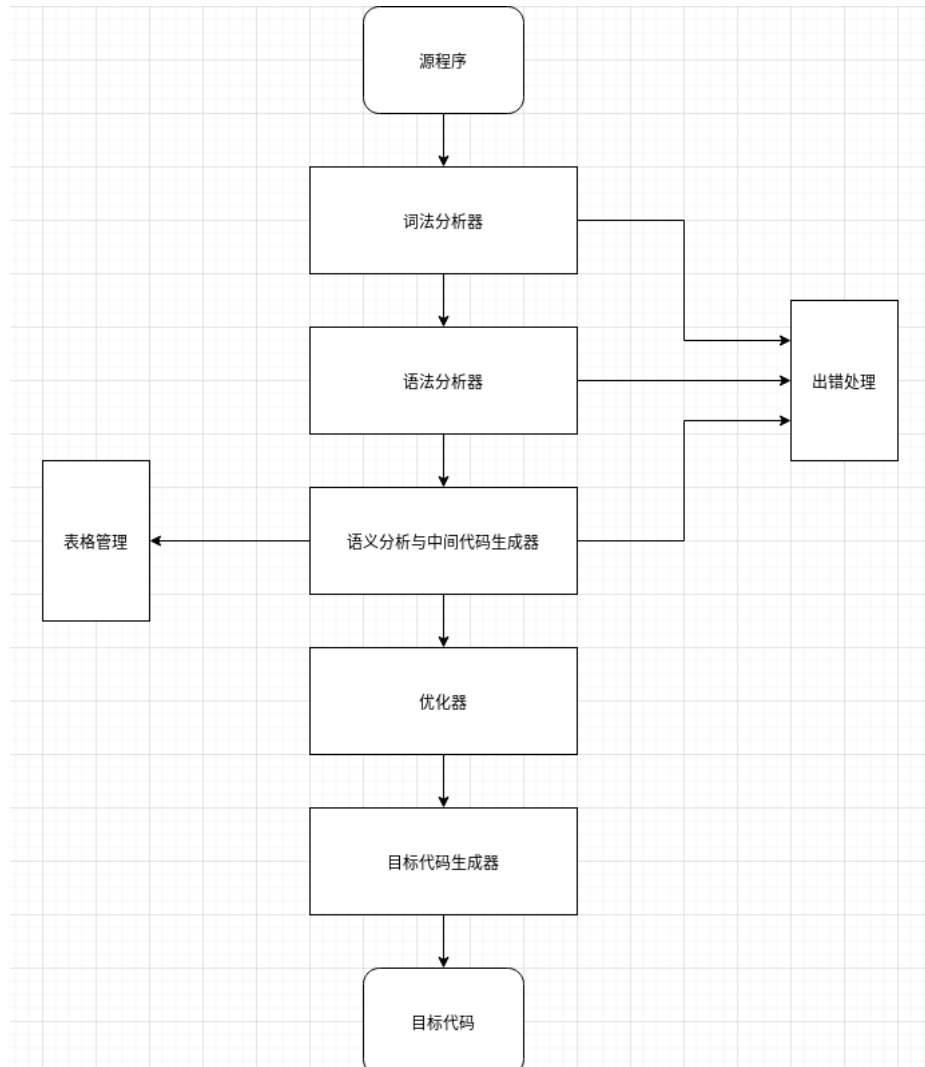 源程序
词法分析器
语法分析器
出错处理
表格管理
语义分析与中间代码生成器
优化器
目标代码生成器
目标代码